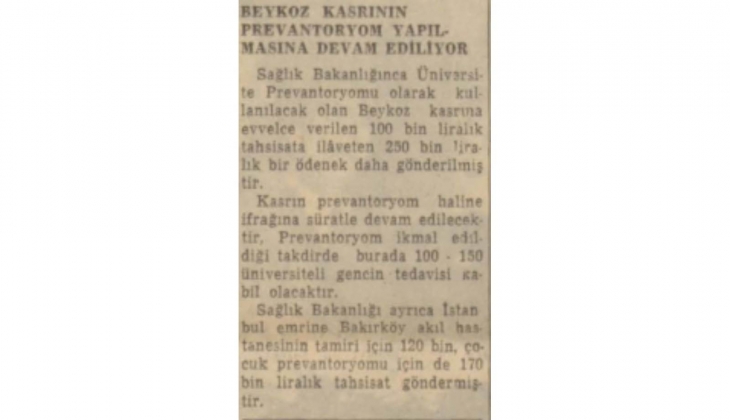 BEYKOZ KASRININ
PREVANTORYOM YAPIL-
MASINA DEVAM EDİLİYOR
Sağlık Bakanlığınca Üniversi-
te Prevantoryomu olarak kul-
lanılacak olan Beykoz kasrına
evvelce verilen 100 bin liralık
tahsisata ilâveten 250 bin lira-
lık bir ödenek daha gönderilmiş
tir.
Kasrın prevantoryom haline
ifrağına süratle devam edilecek-
tir, Prevantoryom ikmal edil-
diği takdirde burada 100 - 150
üniversiteli gencin tedavisi ka-
bil olacaktır.
Sağlık Bakanlığı ayrıca İstan
bul emrine Bakırköy akıl has-
tanesinin tamiri için 120 bin, ço-
cuk prevantoryomu için de 170
bin liralık tahsisat göndermiş-
tir.